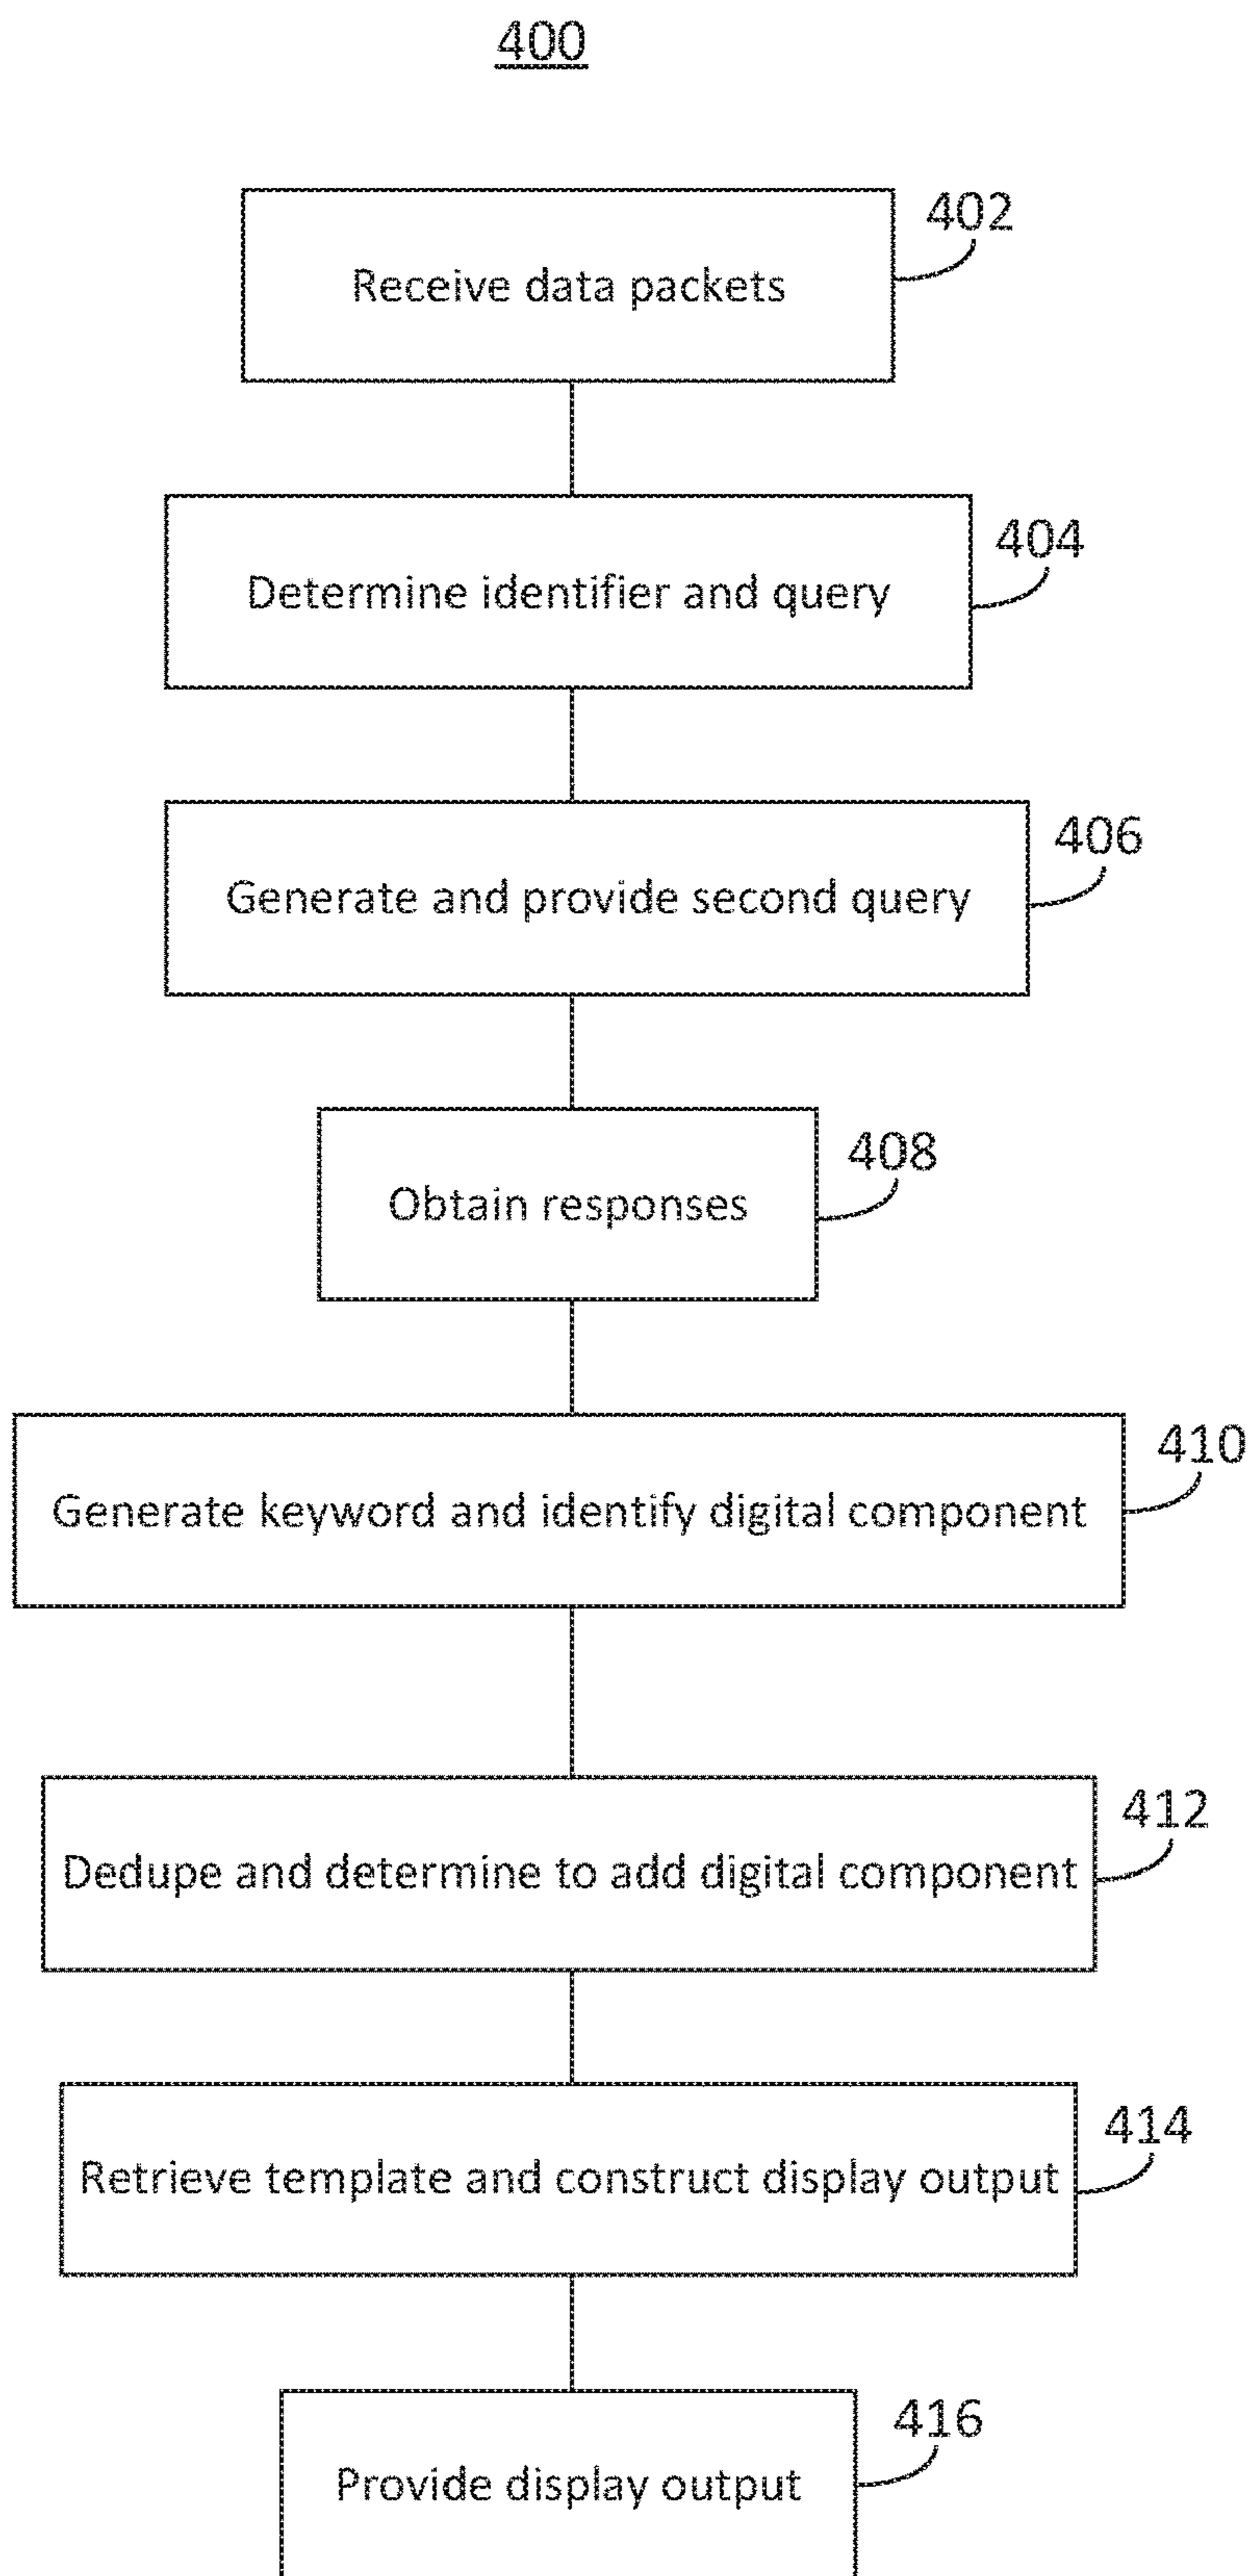 400
402
Receive data packets
404
Determine identifier and query
406
Generate and provide second query
408
Obtain responses
410
Generate keyword and identify digital component
412
Dedupe and determine to add digital component
414
Retrieve template and construct display output
416
Provide display output